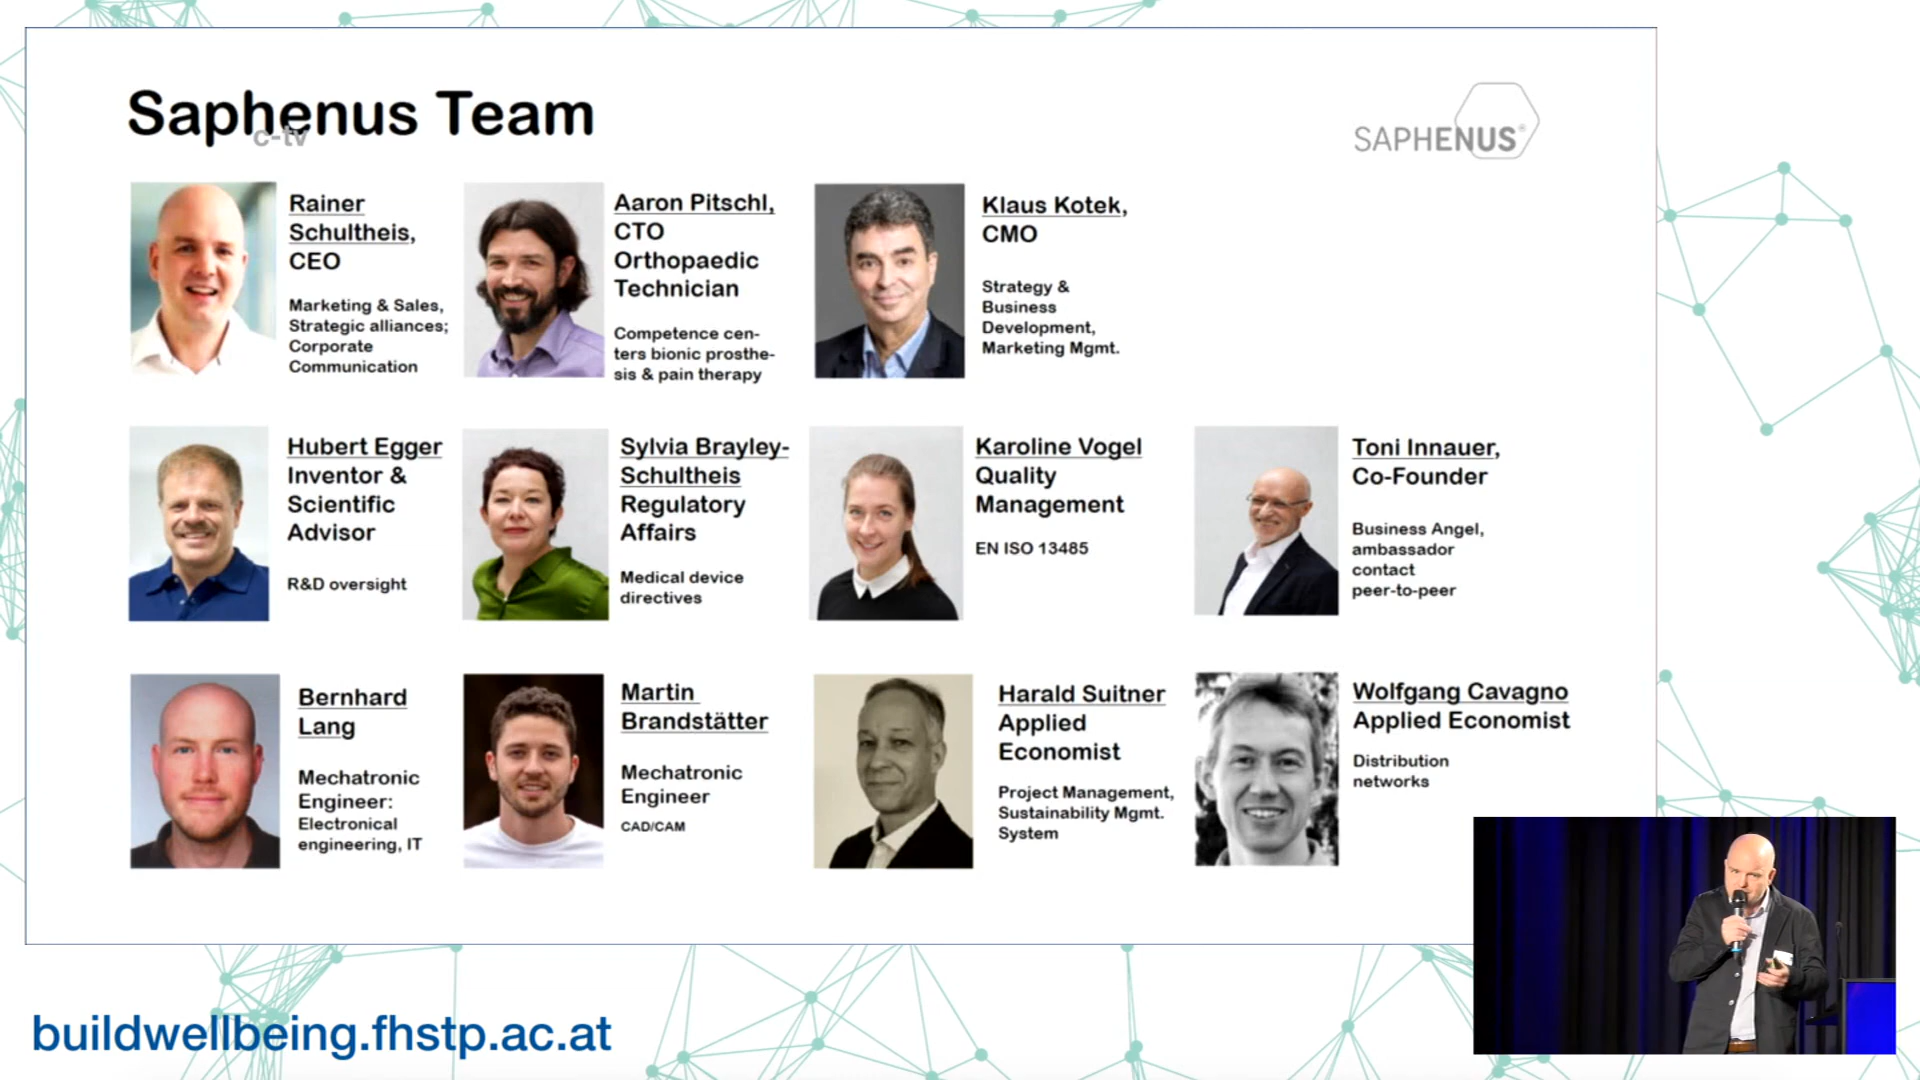 Saphenus Team
c-tv
SAPHENUS®
Rainer
Schultheis,
CEO
Marketing & Sales,
Strategic alliances;
Corporate
Communication
Aaron Pitschl,
CTO
Orthopaedic
Technician
Competence cen-
ters bionic prosthe-
sis & pain therapy
Klaus Kotek,
CMO
Strategy &
Business
Development,
Marketing Mgmt.
Hubert Egger
Inventor &
Scientific
Advisor
R&D oversight
Sylvia Brayley-
Schultheis
Regulatory
Affairs
Medical device
directives
Karoline Vogel
Quality
Management
EN ISO 13485
Toni Innauer,
Co-Founder
Business Angel,
ambassador
contact
peer-to-peer
Bernhard
Lang
Mechatronic
Engineer:
Electronical
engineering, IT
Martin
Brandstätter
Mechatronic
Engineer
CAD/CAM
Harald Suitner
Applied
Economist
Project Management,
Sustainability Mgmt.
System
Wolfgang Cavagno
Applied Economist
Distribution
networks
buildwellbeing.fhstp.ac.at